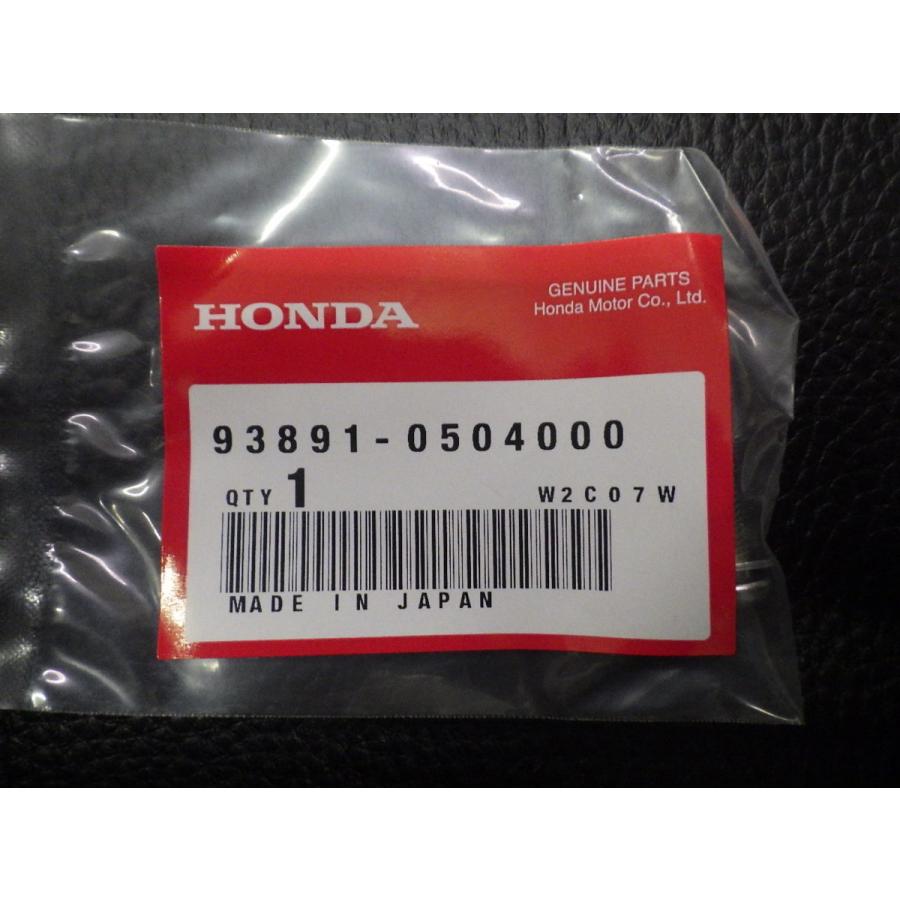 HONDA
GENUINE PARTS
Honda Motor Co., Ltd.
93891-0504000
QTY 1 W2C07W
MADE IN JAPAN